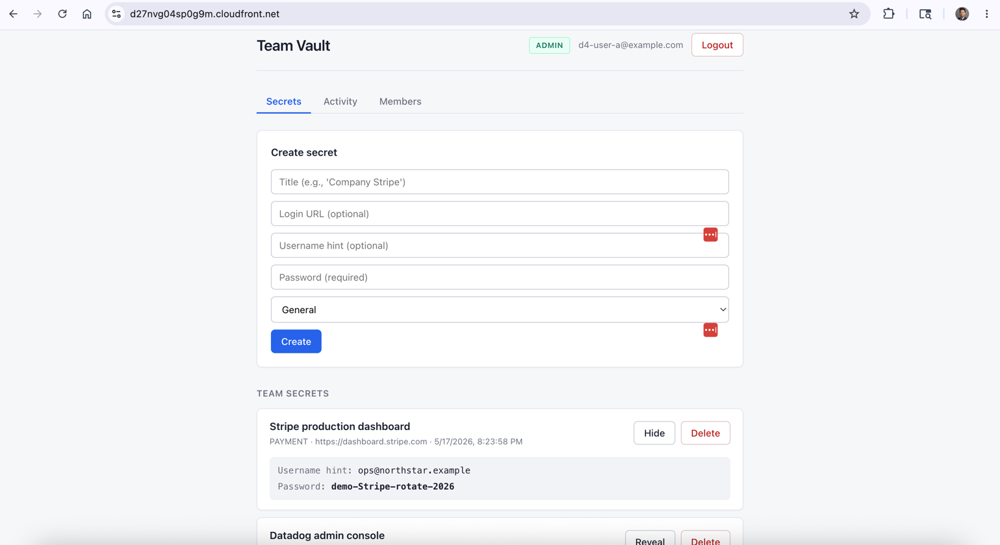 d27nvg04sp0g9m.cloudfront.net
Team Vault
ADMIN
d4-user-a@example.com
Logout
Secrets
Activity
Members
Create secret
Title (e.g., 'Company Stripe')
Login URL (optional)
Username hint (optional)
Password (required)
General
Create
TEAM SECRETS
Stripe production dashboard
PAYMENT · https://dashboard.stripe.com · 5/17/2026, 8:23:58 PM
Hide
Delete
Username hint: ops@northstar.example
Password: demo-Stripe-rotate-2026
Datadog admin console
Reveal
Delete